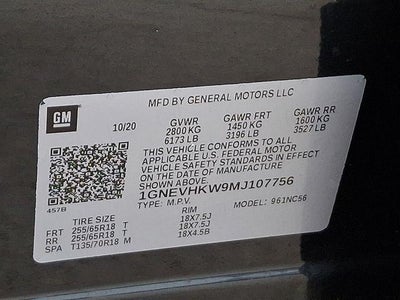 MFD BY GENERAL MOTORS LLC
GM
10/20 GVWR GAWR FRT GAWR RR
2800 KG 1450 KG 1600 KG
6173 LB 3196 LB 3527 LB
THIS VEHICLE CONFORMS TO ALL
APPLICABLE U.S. FEDERAL MOTOR
VEHICLE SAFETY STANDARDS IN EFFECT
ON THE DATE OF MANUFACTURE
SHOWN ABOVE.
1GNEVHKW9MJ107756
457B
TYPE: M.P.V. MODEL: 961NC56
TIRE SIZE RIM
FRT 255/65R18 T 18X7.5J
RR 255/65R18 T 18X7.5J
SPA T135/70R18 M 18X4.5B